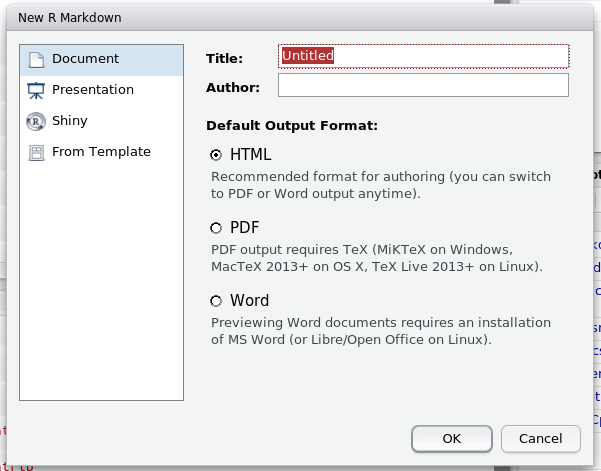 New R Markdown
Document
Presentation
Shiny
From Template
Title: Untitled
Author:
Default Output Format:
HTML
Recommended format for authoring (you can switch
to PDF or Word output anytime).
PDF
PDF output requires TeX (MiKTeX on Windows,
MacTeX 2013+ on OS X, TeX Live 2013+ on Linux).
Word
Previewing Word documents requires an installation
of MS Word (or Libre/Open Office on Linux).
OK Cancel